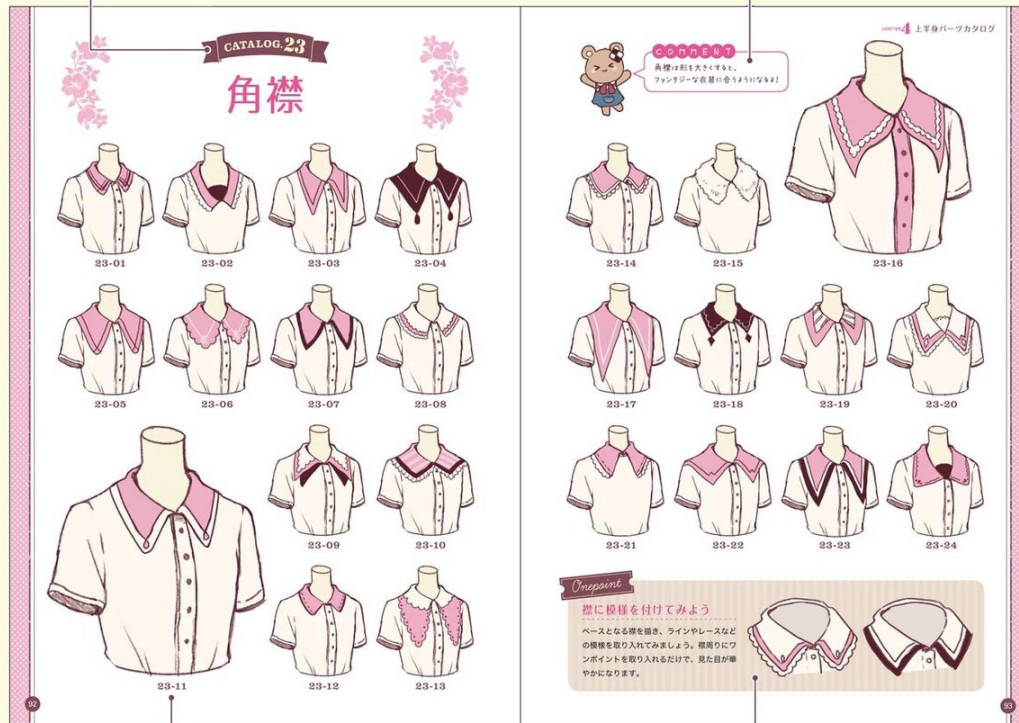 CATALOG.23
角襟
23-01
23-02
23-03
23-04
23-05
23-06
23-07
23-08
23-09
23-10
23-11
23-12
23-13
92
CHAPTER 4 上半身パーツカタログ
COMMENT
角襟は形を大きくすると、
ファンタジーな衣装に合うようになるよ!
23-14
23-15
23-16
23-17
23-18
23-19
23-20
23-21
23-22
23-23
23-24
Onepoint
襟に模様を付けてみよう
ベースとなる襟を描き、ラインやレースなど
の模様を取り入れてみましょう。襟周りにワ
ンポイントを取り入れるだけで、見た目が華
やかになります。
93